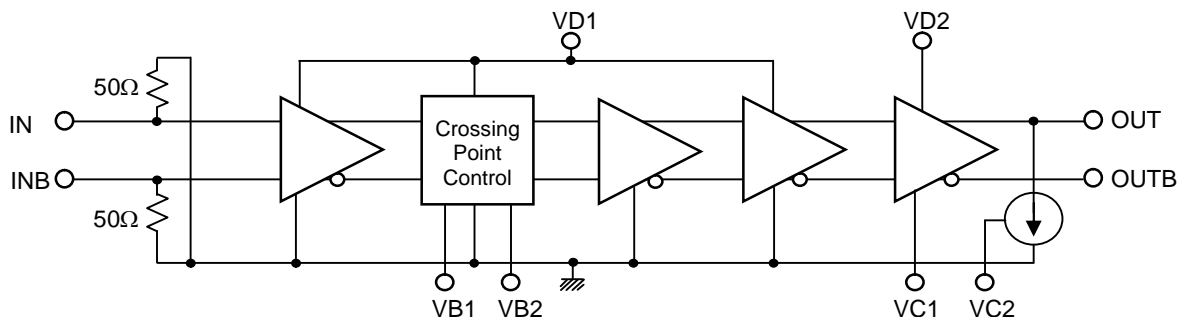 VD1
VD2
50Ω
IN
INB
50Ω
Crossing
Point
Control
OUT
OUTB
VB1
VB2
VC1
VC2